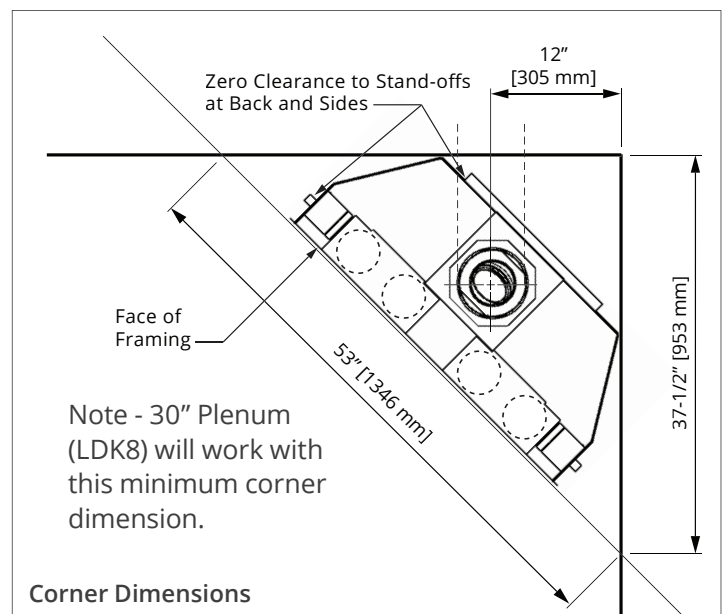 12”
[305 mm]
Zero Clearance to Stand-offs
at Back and Sides
37-1/2” [953 mm]
Face of
Framing
53” [1346 mm]
Note - 30” Plenum
(LDK8) will work with
this minimum corner
dimension.
Corner Dimensions